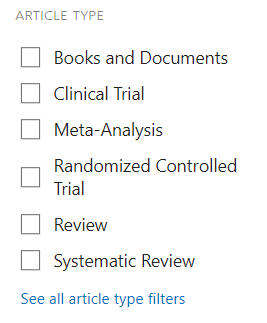 ARTICLE TYPE
Books and Documents
Clinical Trial
Meta-Analysis
Randomized Controlled
Trial
Review
Systematic Review
See all article type filters